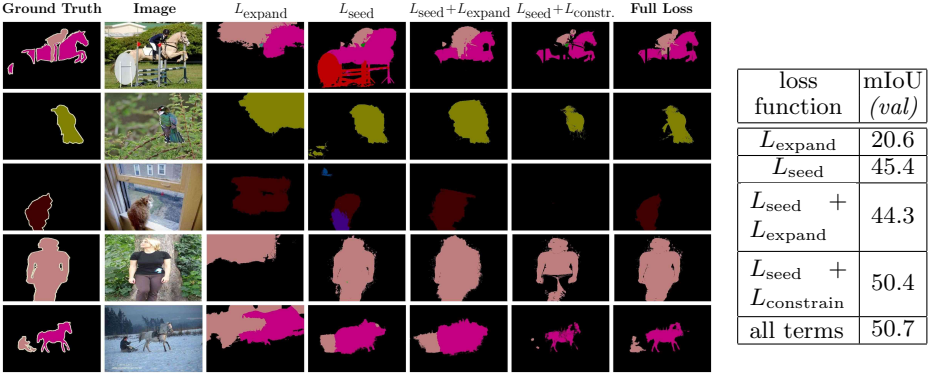 Ground Truth Image L_expand L_seed L_seed+L_expand L_seed+L_constr. Full Loss
loss function mIoU (val)
L_expand 20.6
L_seed 45.4
L_seed + L_expand 44.3
L_seed + L_constrain 50.4
all terms 50.7